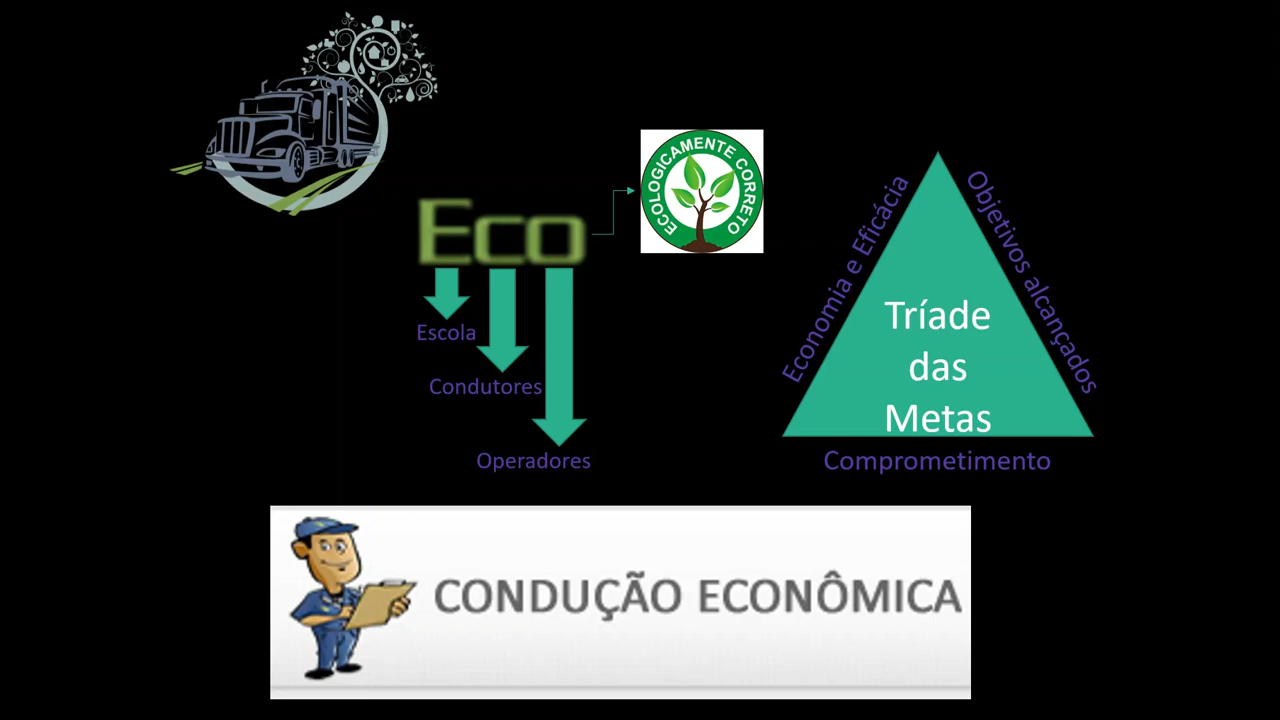 ECOLOGICAMENTE CORRETO
Eco
Escola
Condutores
Operadores
Economia e Eficácia
Objetivos alcançados
Tríade
das
Metas
Comprometimento
CONDUÇÃO ECONÔMICA